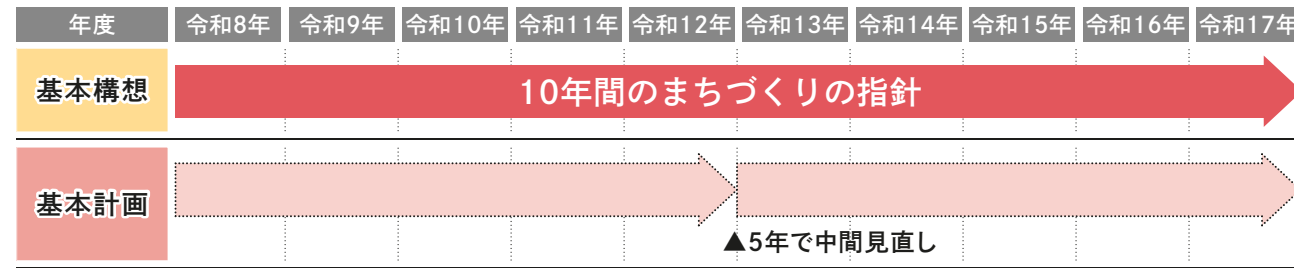 年度 令和8年 令和9年 令和10年 令和11年 令和12年 令和13年 令和14年 令和15年 令和16年 令和17年
基本構想 10年間のまちづくりの指針
基本計画
▲5年で中間見直し